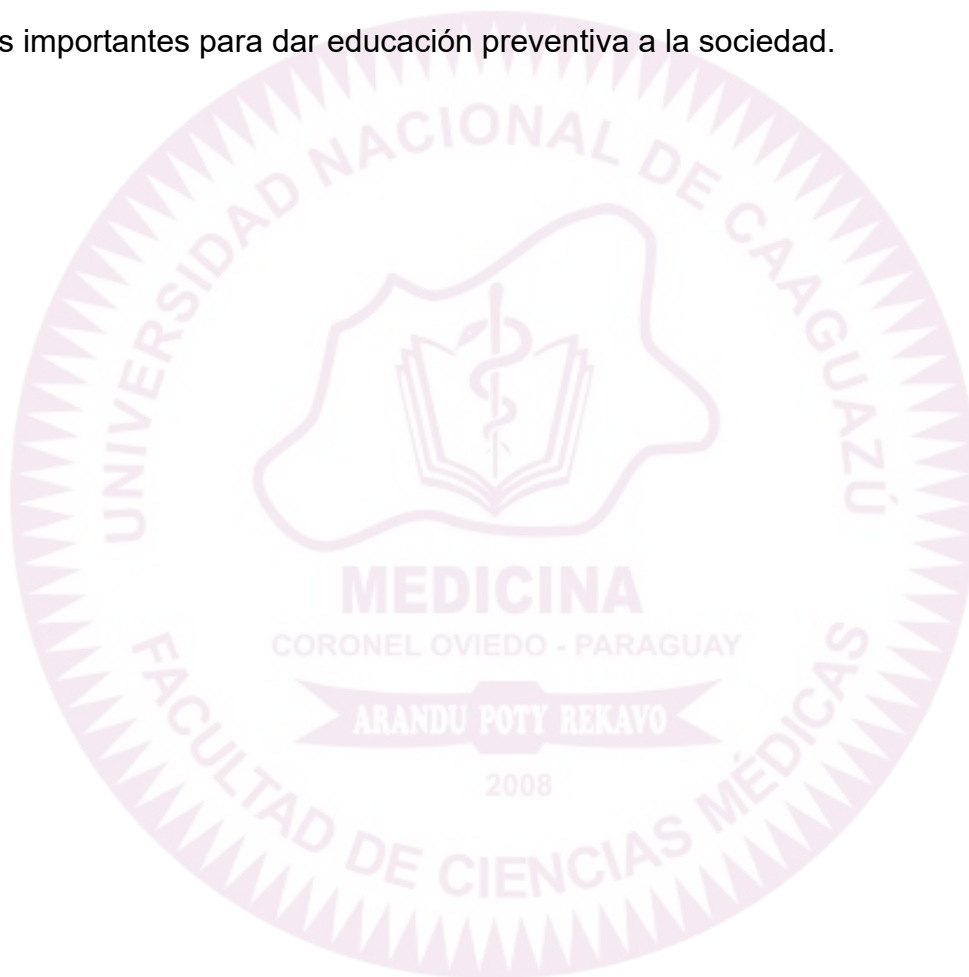 s importantes para dar educación preventiva a la sociedad.
UNIVERSIDAD NACIONAL DE CAAGUAZÚ
MEDICINA
CORONEL OVIEDO - PARAGUAY
ARANDU POTY REKAVO
2008
FACULTAD DE CIENCIAS MÉDICAS